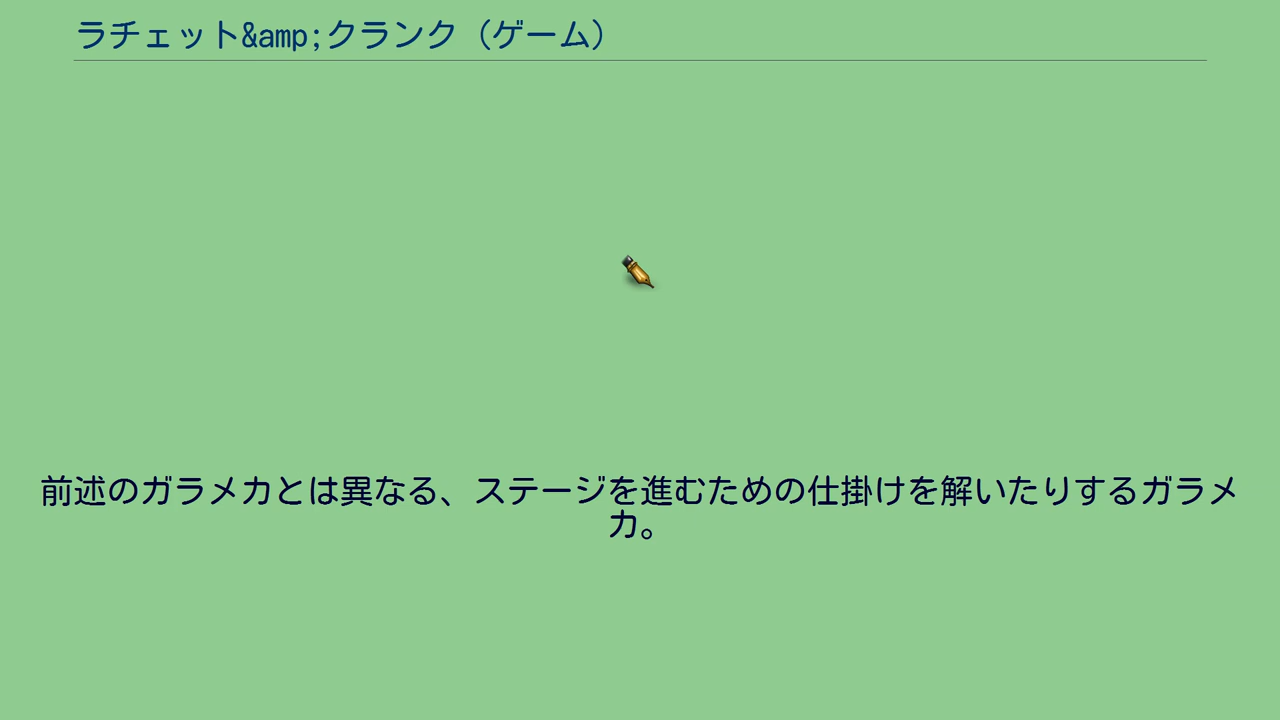 ラチェット&amp;クランク（ゲーム）
前述のガラメカとは異なる、ステージを進むための仕掛けを解いたりするガラメ
カ。